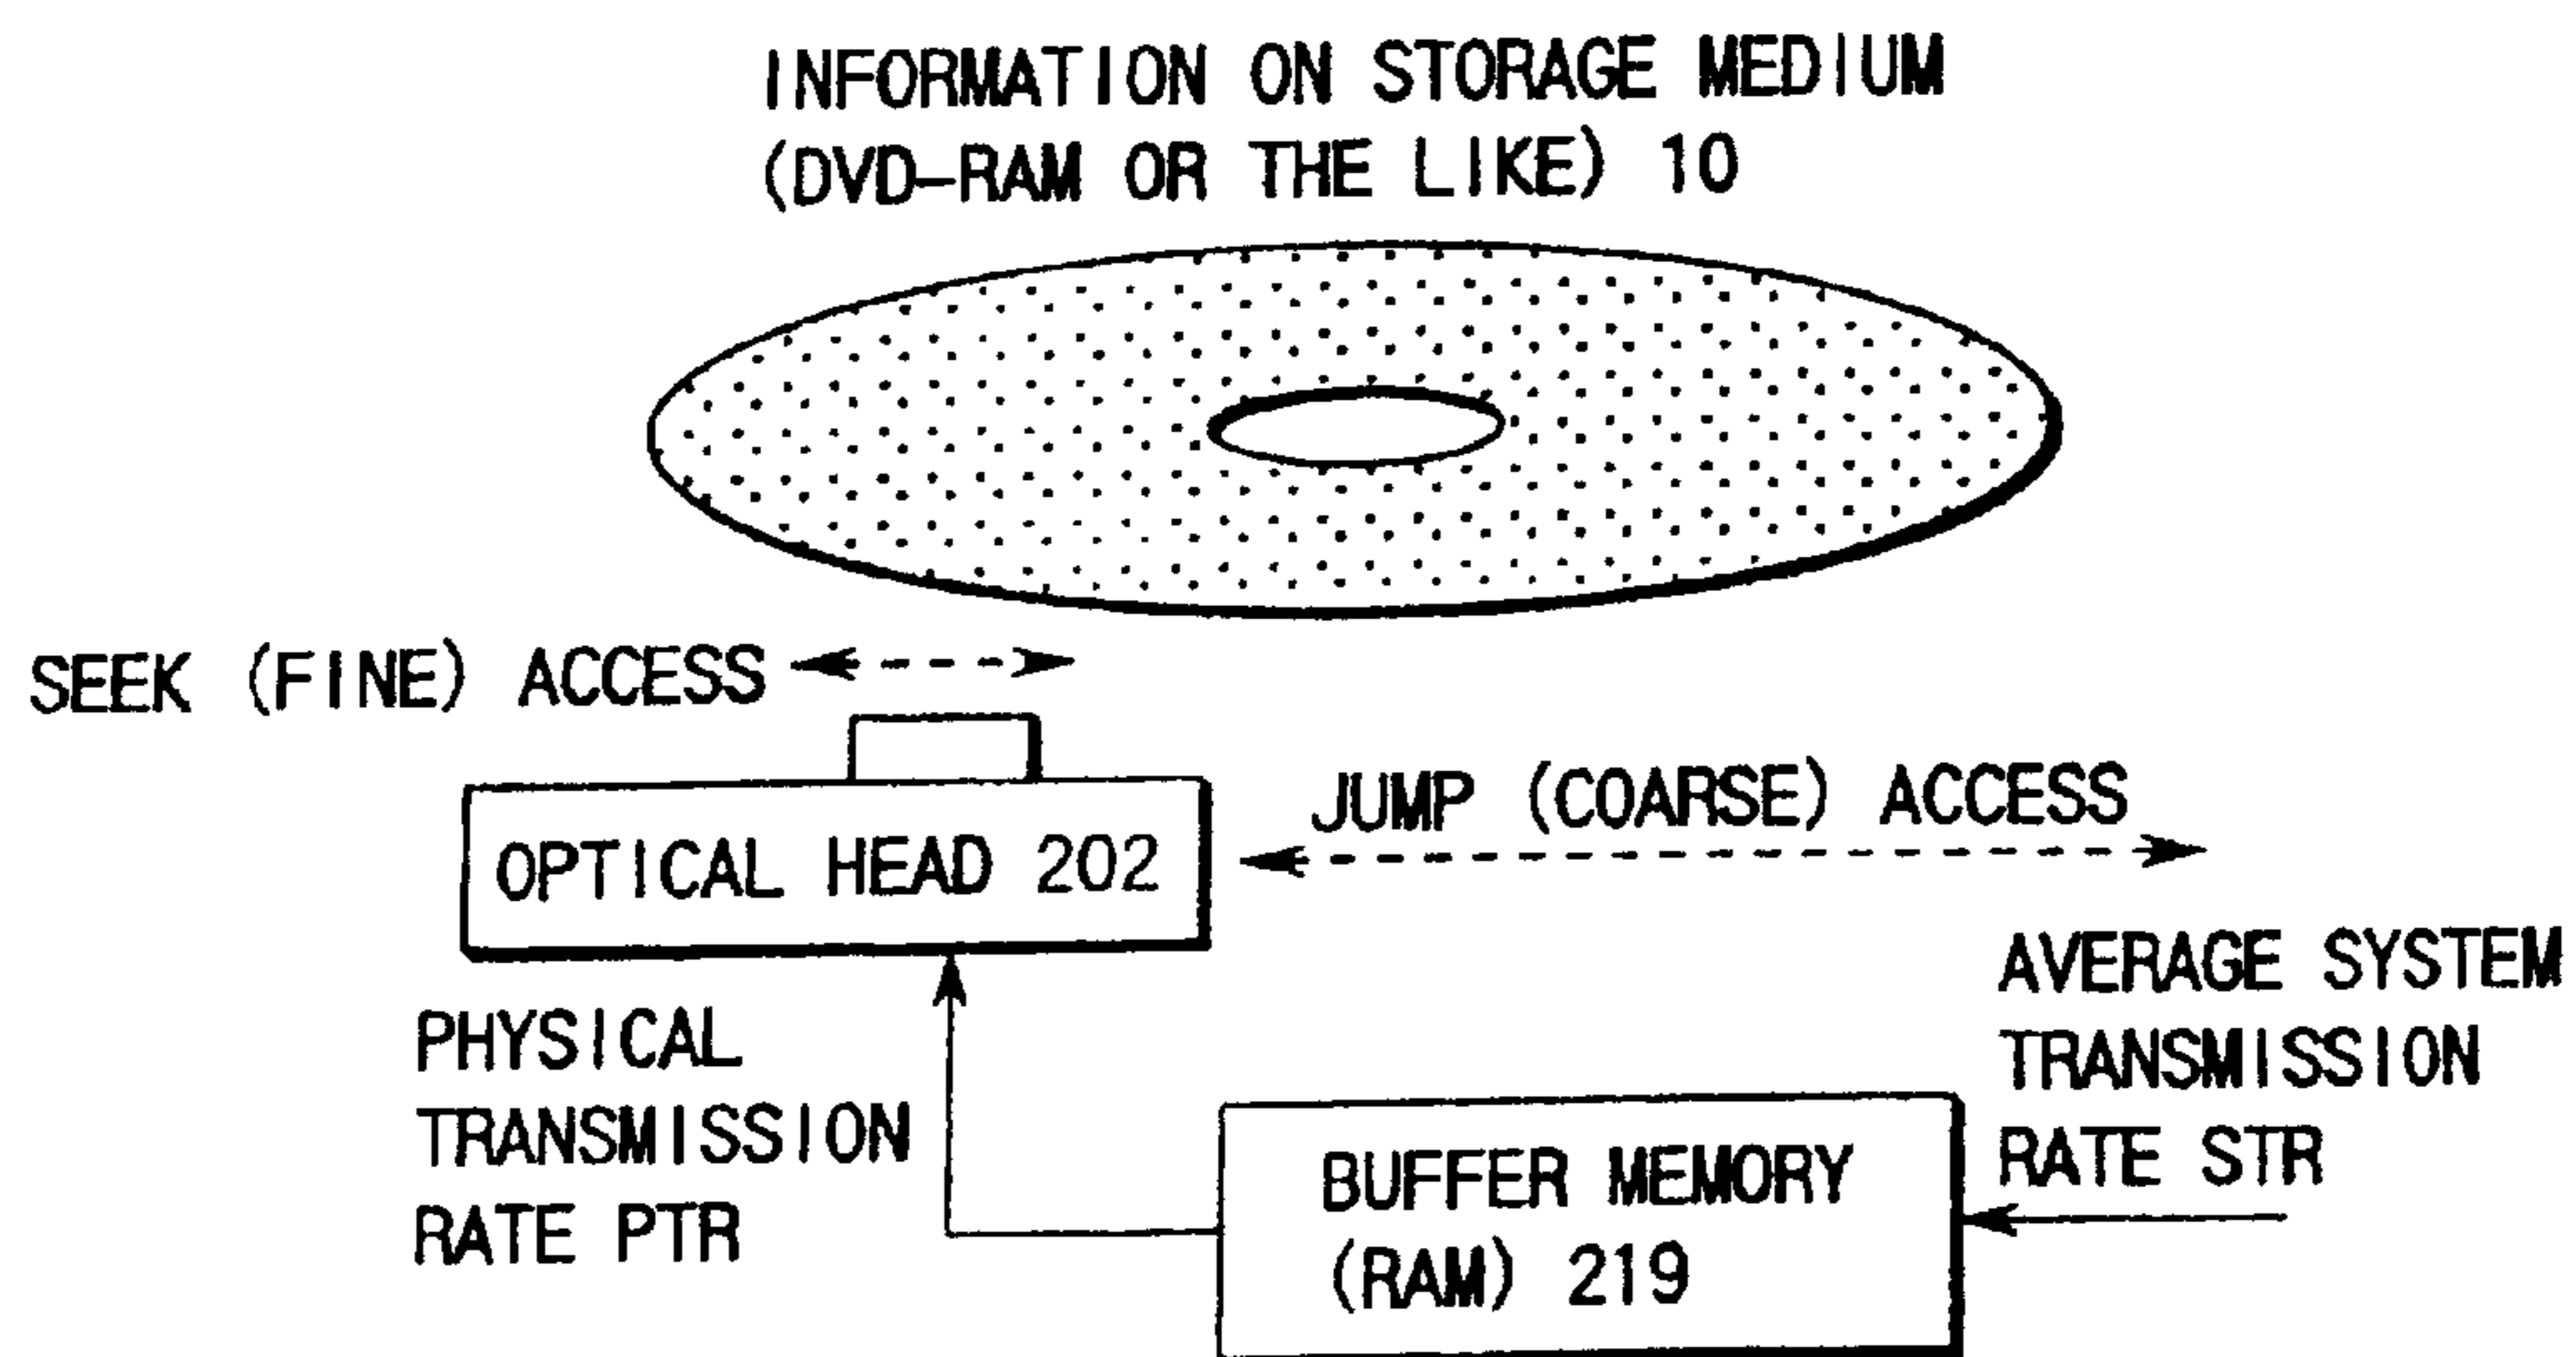 INFORMATION ON STORAGE MEDIUM
(DVD-RAM OR THE LIKE) 10
SEEK (FINE) ACCESS
JUMP (COARSE) ACCESS
OPTICAL HEAD 202
AVERAGE SYSTEM
TRANSMISSION
RATE STR
PHYSICAL
TRANSMISSION
RATE PTR
BUFFER MEMORY
(RAM) 219